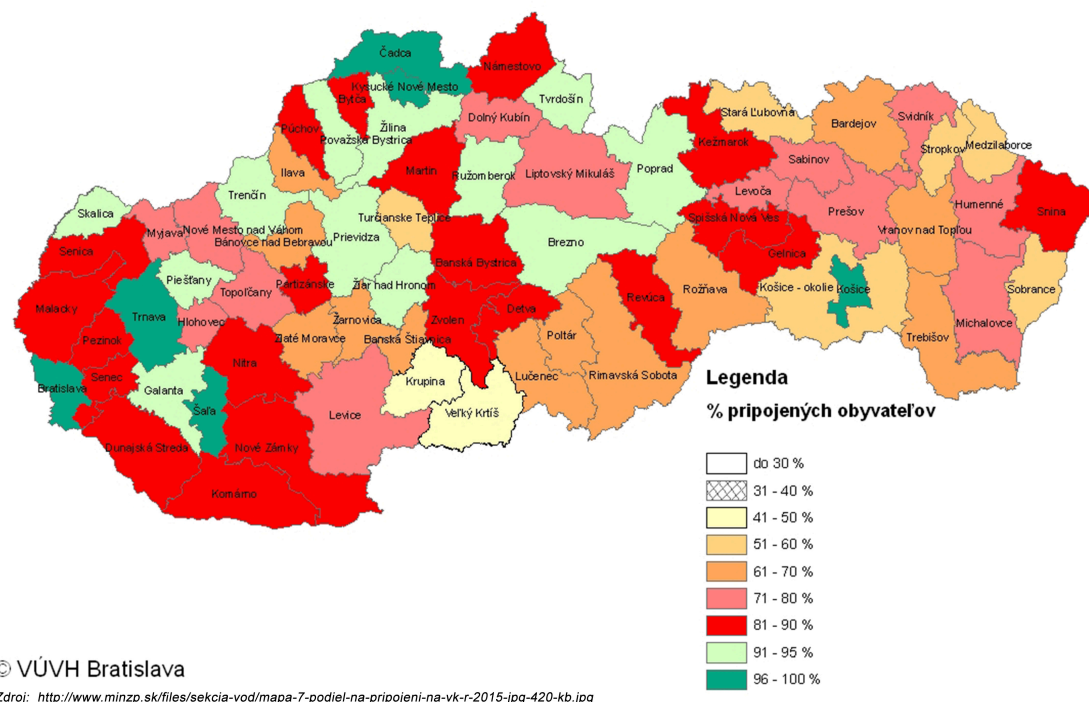 Čadca
Námestovo
Kysucké Nové Mesto
Bytča
Tvrdošín
Púchov
Žilina
Dolný Kubín
Stará Ľubovňa
Bardejov
Svidník
Považská Bystrica
Kežmarok
Stropkov
Medzilaborce
Ilava
Martin
Ružomberok
Liptovský Mikuláš
Poprad
Sabinov
Trenčín
Levoča
Humenné
Snina
Skalica
Turčianske Teplice
Spišská Nová Ves
Prešov
Myjava
Nové Mesto nad Váhom
Bánovce nad Bebravou
Prievidza
Brezno
Vranov nad Topľou
Senica
Banská Bystrica
Gelnica
Piešťany
Partizánske
Žiar nad Hronom
Košice - okolie
Košice
Rožňava
Sobrance
Topoľčany
Revúca
Malacky
Trnava
Hlohovec
Žarnovica
Zvolen
Detva
Michalovce
Pezinok
Zlaté Moravce
Banská Štiavnica
Poltár
Trebišov
Nitra
Senec
Krupina
Lučenec
Rimavská Sobota
Bratislava
Galanta
Šaľa
Levice
Veľký Krtíš
Dunajská Streda
Nové Zámky
Komárno
Legenda
% pripojených obyvateľov
do 30 %
31 - 40 %
41 - 50 %
51 - 60 %
61 - 70 %
71 - 80 %
81 - 90 %
91 - 95 %
96 - 100 %
© VÚVH Bratislava
Zdroj: http://www.minzp.sk/files/sekcia-vod/mapa-7-podiel-na-pripojeni-na-vk-r-2015-jpg-420-kb.jpg